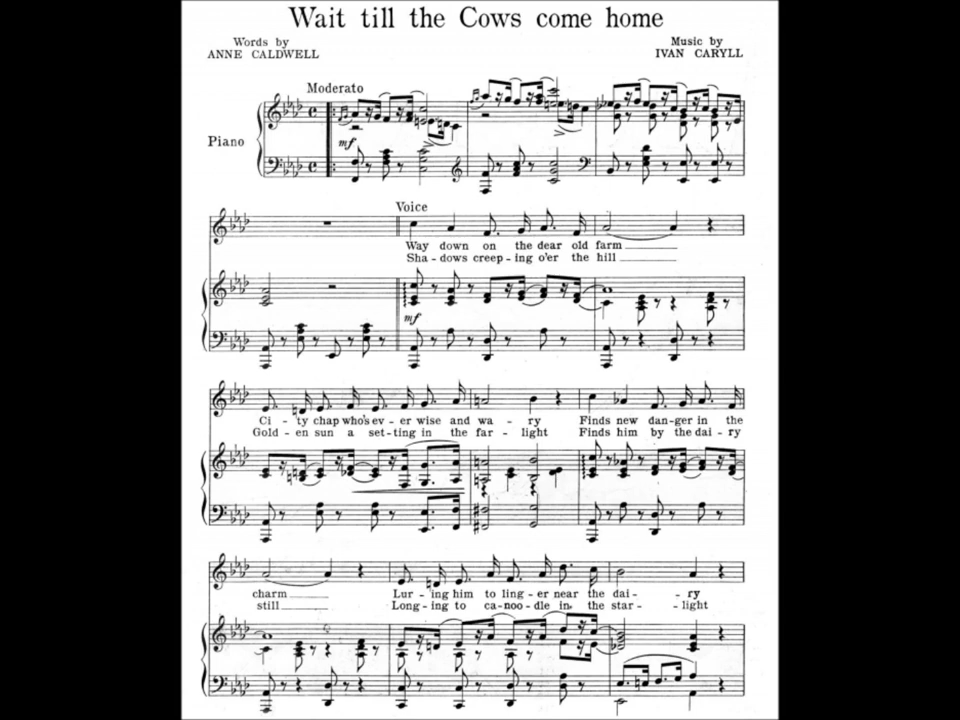 Wait till the Cows come home
Words by
ANNE CALDWELL
Music by
IVAN CARYLL
Moderato
Piano
mf
Voice
Way down on the dear old farm
Sha-dows creep-ing o'er the hill
mf
Ci-ty chap who's ev-er wise and wa-ry Finds new dan-ger in the
Gold-en sun a set-ting in the far-light Finds him by the dai-ry
charm Lur-ing him to ling-er near the dai-ry
still Long-ing to ca-noo-dle in the star-light